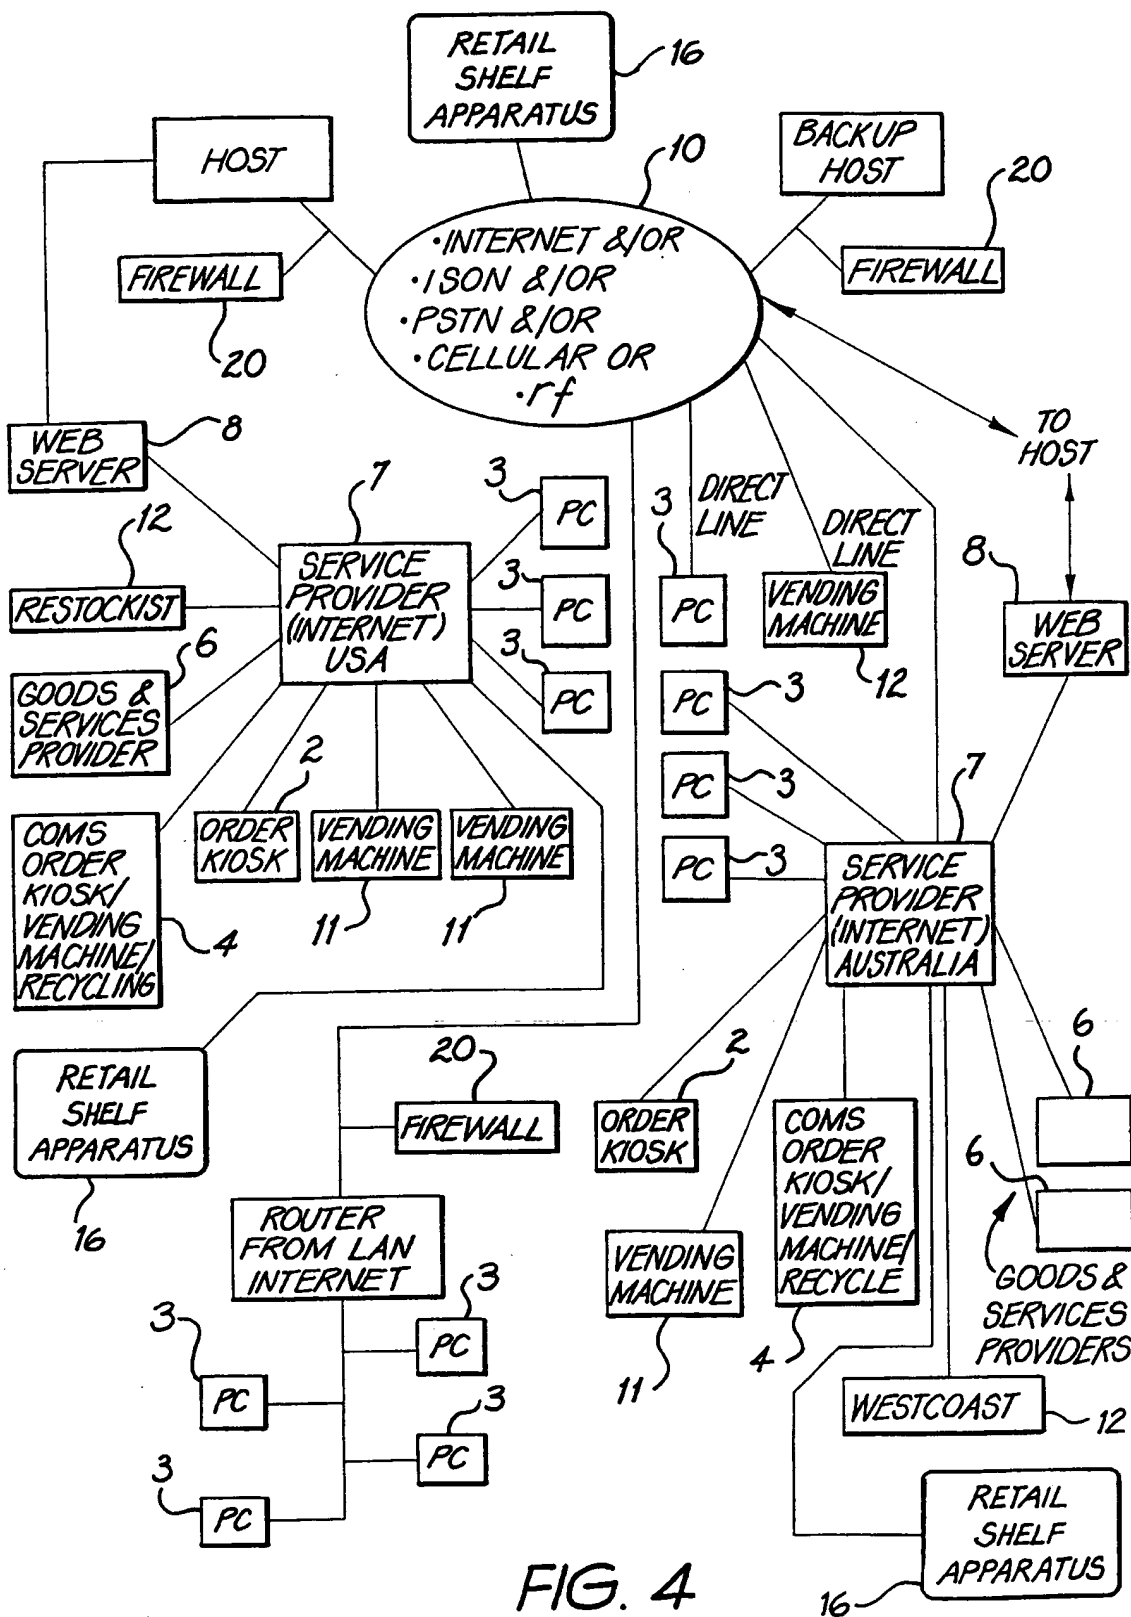 RETAIL
SHELF
APPARATUS
16
HOST
10
BACKUP
HOST
20
FIREWALL
20
•INTERNET &/OR
•ISON &/OR
•PSTN &/OR
•CELLULAR OR
•rf
FIREWALL
TO
HOST
WEB
SERVER
8
7
3
PC
DIRECT
LINE
3
DIRECT
LINE
8
12
RESTOCKIST
SERVICE
PROVIDER
(INTERNET)
USA
3
PC
PC
VENDING
MACHINE
12
WEB
SERVER
6
GOODS &
SERVICES
PROVIDER
3
PC
PC
3
2
PC
3
7
COMS
ORDER
KIOSK/
VENDING
MACHINE/
RECYCLING
4
ORDER
KIOSK
VENDING
MACHINE
11
VENDING
MACHINE
11
PC
3
SERVICE
PROVIDER
(INTERNET)
AUSTRALIA
RETAIL
SHELF
APPARATUS
16
20
FIREWALL
2
ORDER
KIOSK
COMS
ORDER
KIOSK/
VENDING
MACHINE/
RECYCLE
4
6
6
GOODS &
SERVICES
PROVIDERS
ROUTER
FROM LAN
INTERNET
VENDING
MACHINE
11
3
PC
3
PC
3
PC
3
PC
WESTCOAST
12
RETAIL
SHELF
APPARATUS
16
FIG. 4